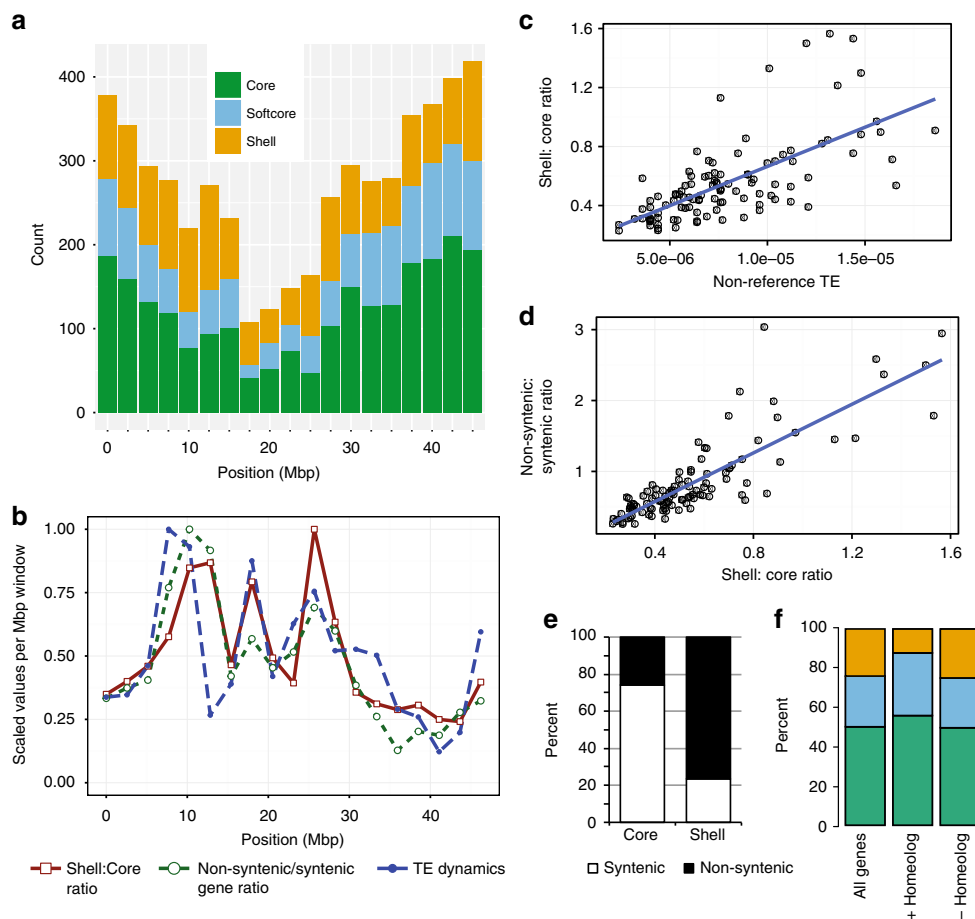 a
400
300
200
100
0
Count
Core
Softcore
Shell
0
10
20
30
40
Position (Mbp)
b
1.00
0.75
0.50
0.25
0.00
Scaled values per Mbp window
0
10
20
30
40
Position (Mbp)
Shell:Core
ratio
Non-syntenic/syntenic
gene ratio
TE dynamics
c
1.6
1.2
0.8
0.4
Shell: core ratio
5.0e–06
1.0e–05
1.5e–05
Non-reference TE
d
3
2
1
Non-syntenic:
syntenic ratio
0.4
0.8
1.2
1.6
Shell: core ratio
e
100
80
60
40
20
0
Percent
Core
Shell
Syntenic
Non-syntenic
f
100
80
60
40
20
0
Percent
All genes
+ Homeolog
– Homeolog